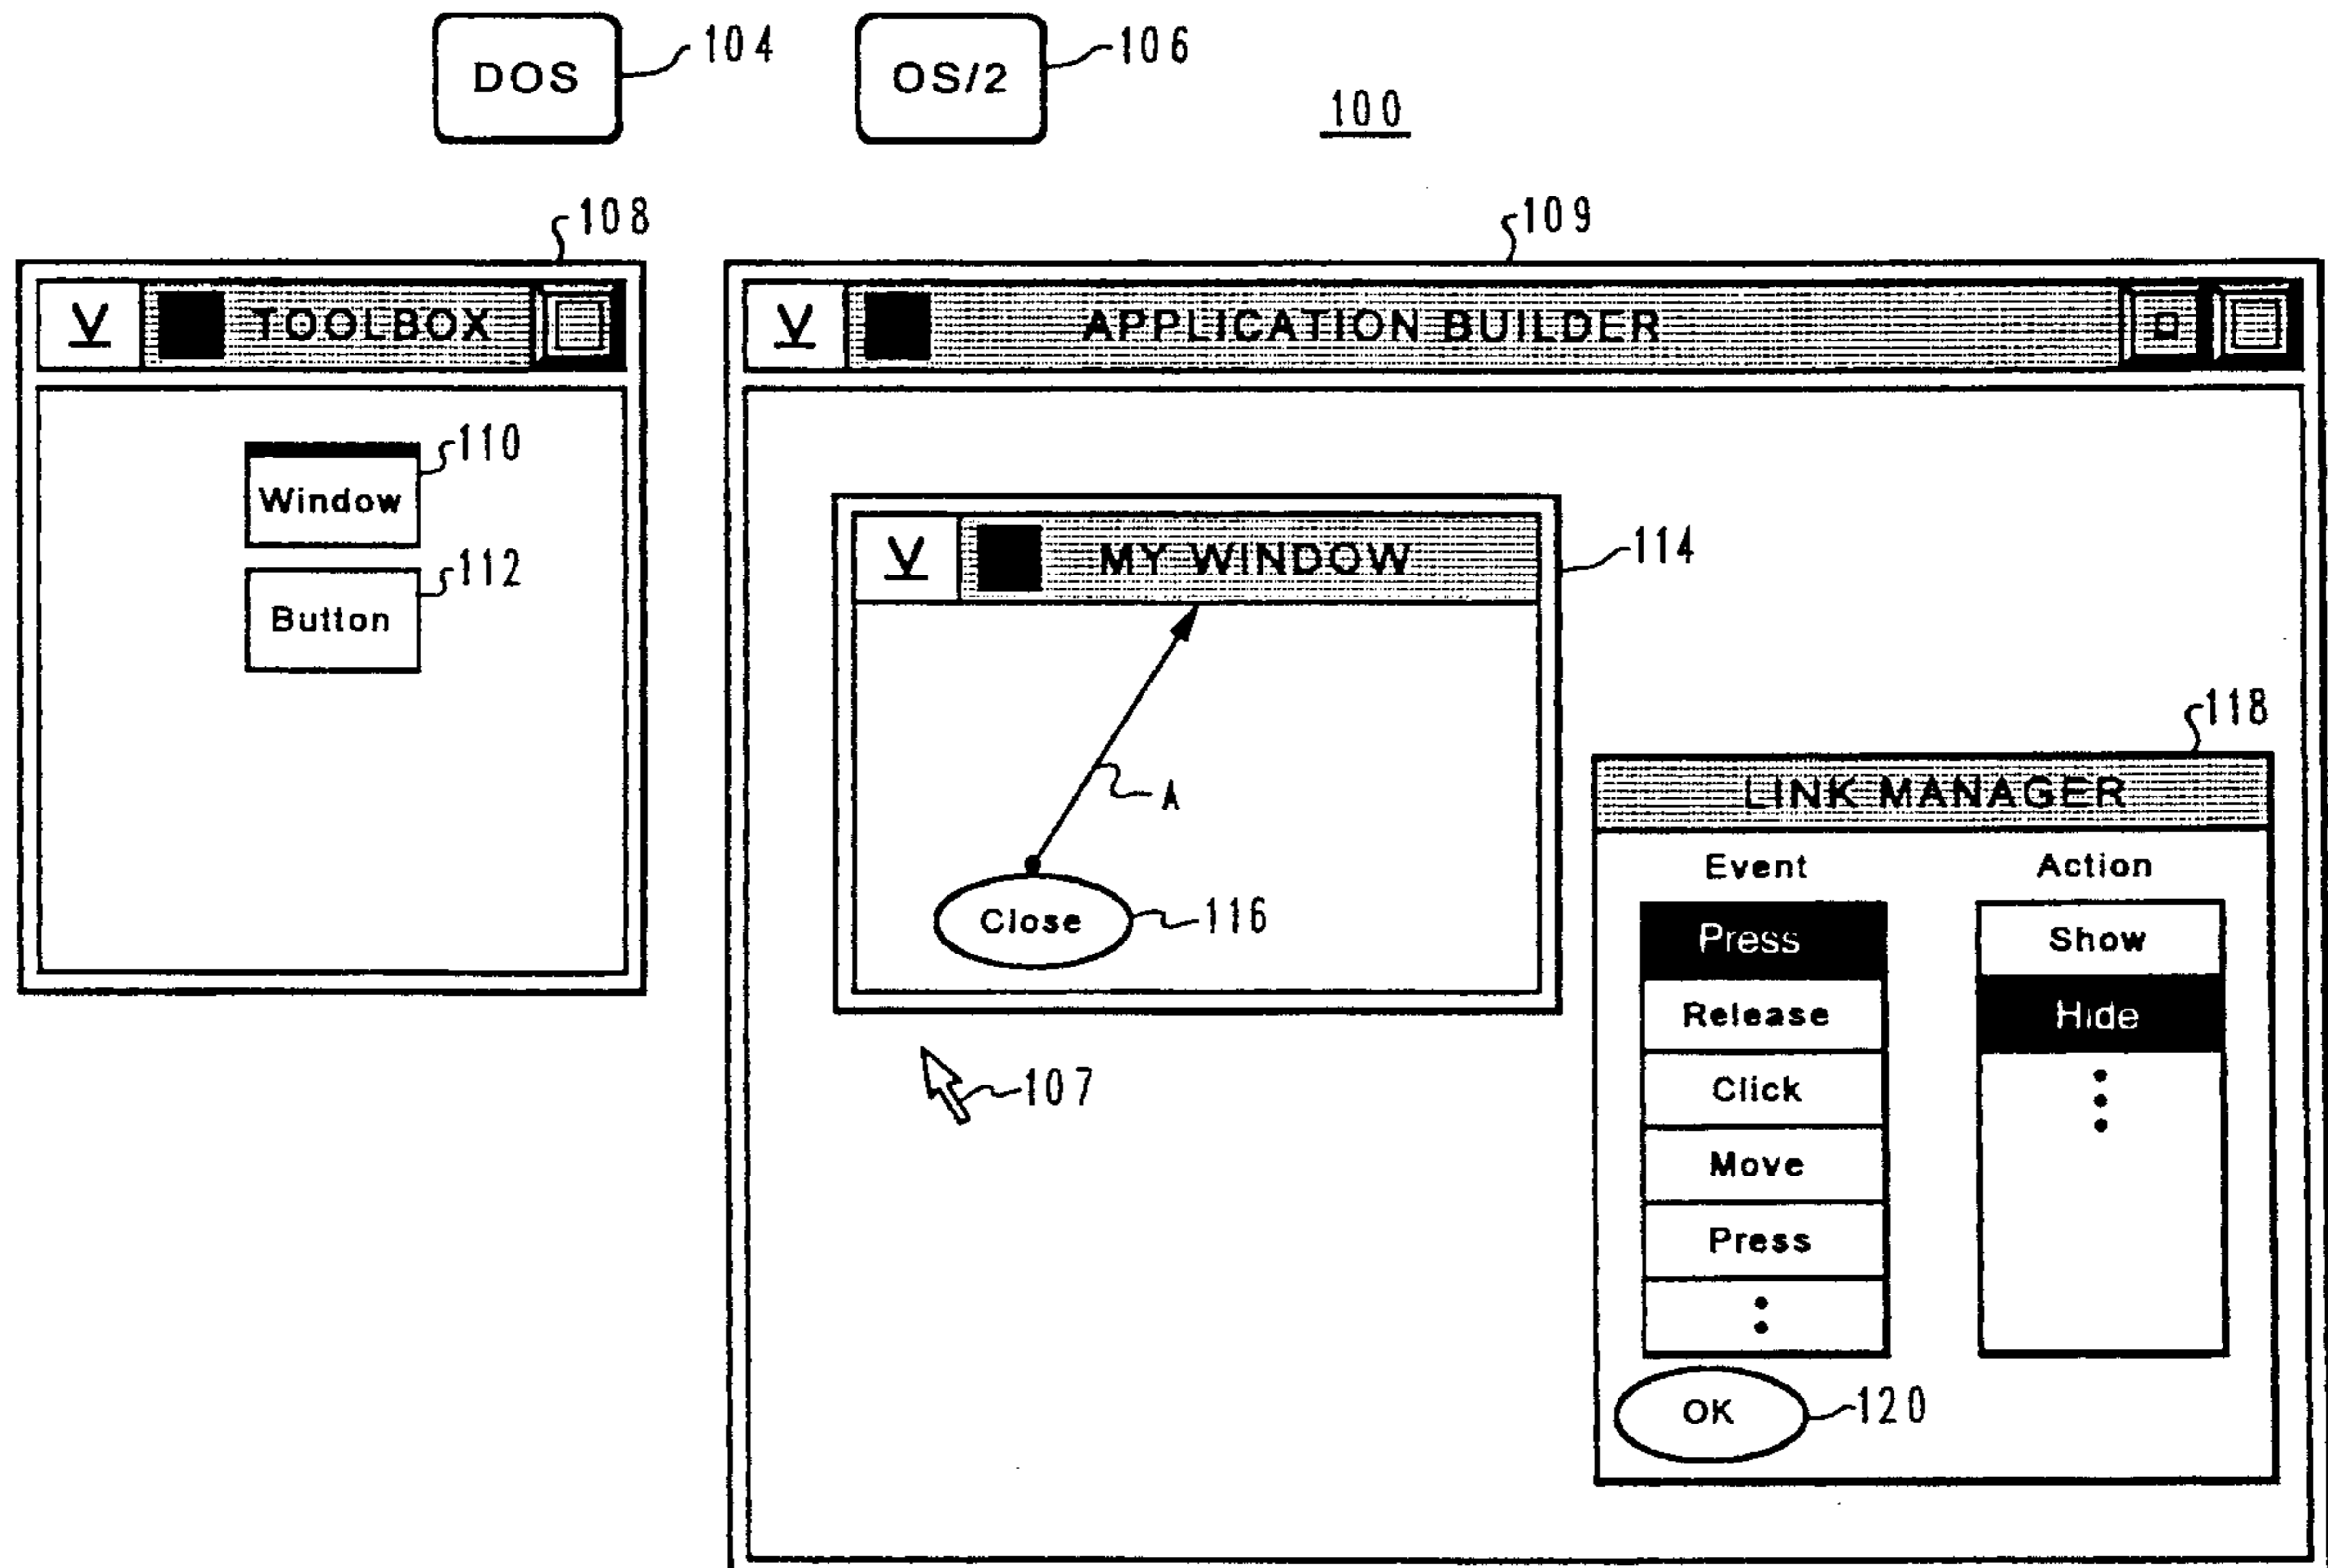 DOS
104
OS/2
106
100
108
TOOLBOX
110
Window
112
Button
109
APPLICATION BUILDER
MY WINDOW
114
A
Close
116
107
118
LINK MANAGER
Event
Action
Press
Show
Release
Hide
Click
Move
Press
OK
120